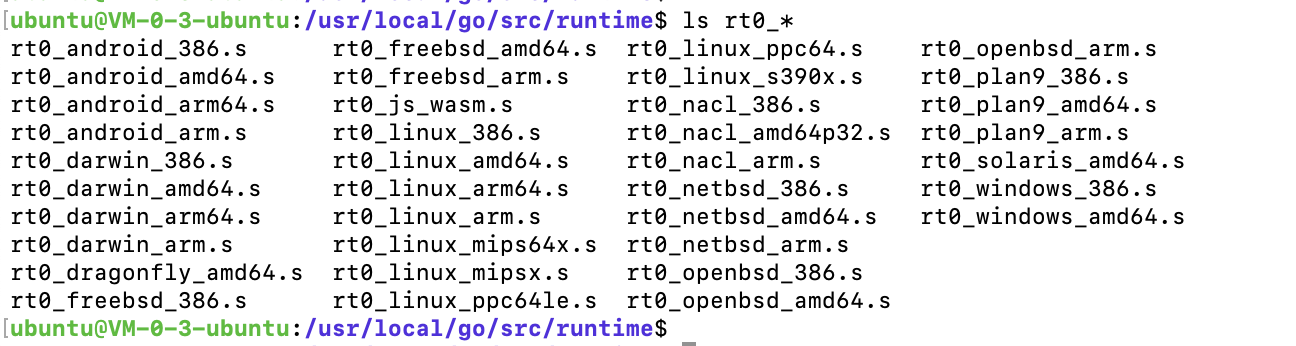 [ubuntu@VM-0-3-ubuntu:/usr/local/go/src/runtime$ ls rt0_*
rt0_android_386.s rt0_freebsd_amd64.s rt0_linux_ppc64.s rt0_openbsd_arm.s
rt0_android_amd64.s rt0_freebsd_arm.s rt0_linux_s390x.s rt0_plan9_386.s
rt0_android_arm64.s rt0_js_wasm.s rt0_nacl_386.s rt0_plan9_amd64.s
rt0_android_arm.s rt0_linux_386.s rt0_nacl_amd64p32.s rt0_plan9_arm.s
rt0_darwin_386.s rt0_linux_amd64.s rt0_nacl_arm.s rt0_solaris_amd64.s
rt0_darwin_amd64.s rt0_linux_arm64.s rt0_netbsd_386.s rt0_windows_386.s
rt0_darwin_arm64.s rt0_linux_arm.s rt0_netbsd_amd64.s rt0_windows_amd64.s
rt0_darwin_arm.s rt0_linux_mips64x.s rt0_netbsd_arm.s
rt0_dragonfly_amd64.s rt0_linux_mipsx.s rt0_openbsd_386.s
rt0_freebsd_386.s rt0_linux_ppc64le.s rt0_openbsd_amd64.s
[ubuntu@VM-0-3-ubuntu:/usr/local/go/src/runtime$